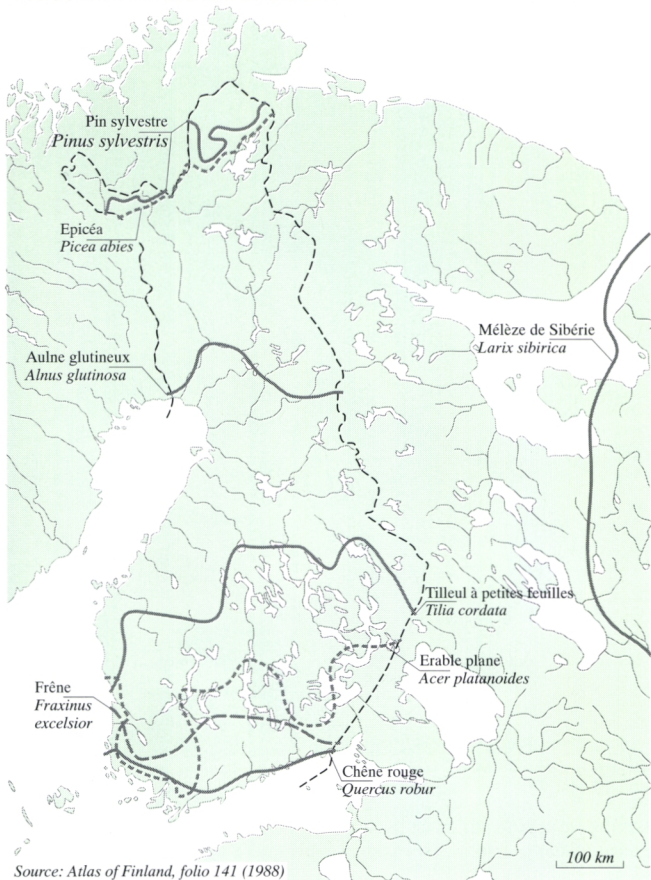 Pin sylvestre
Pinus sylvestris
Epicéa
Picea abies
Mélèze de Sibérie
Larix sibirica
Aulne glutineux
Alnus glutinosa
Tilleul à petites feuilles
Tilia cordata
Erable plane
Acer platanoides
Frêne
Fraxinus
excelsior
Chêne rouge
Quercus robur
100 km
Source: Atlas of Finland, folio 141 (1988)